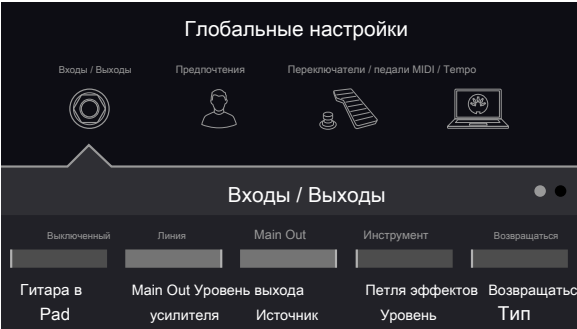 Глобальные настройки
Входы / Выходы Предпочтения Переключатели / педали MIDI / Tempo
Входы / Выходы
Выключенный Линия Main Out Инструмент Возвращаться
Гитара в Main Out Уровень выхода Петля эффектов Возвращатьс
Pad усилителя Источник Уровень Тип